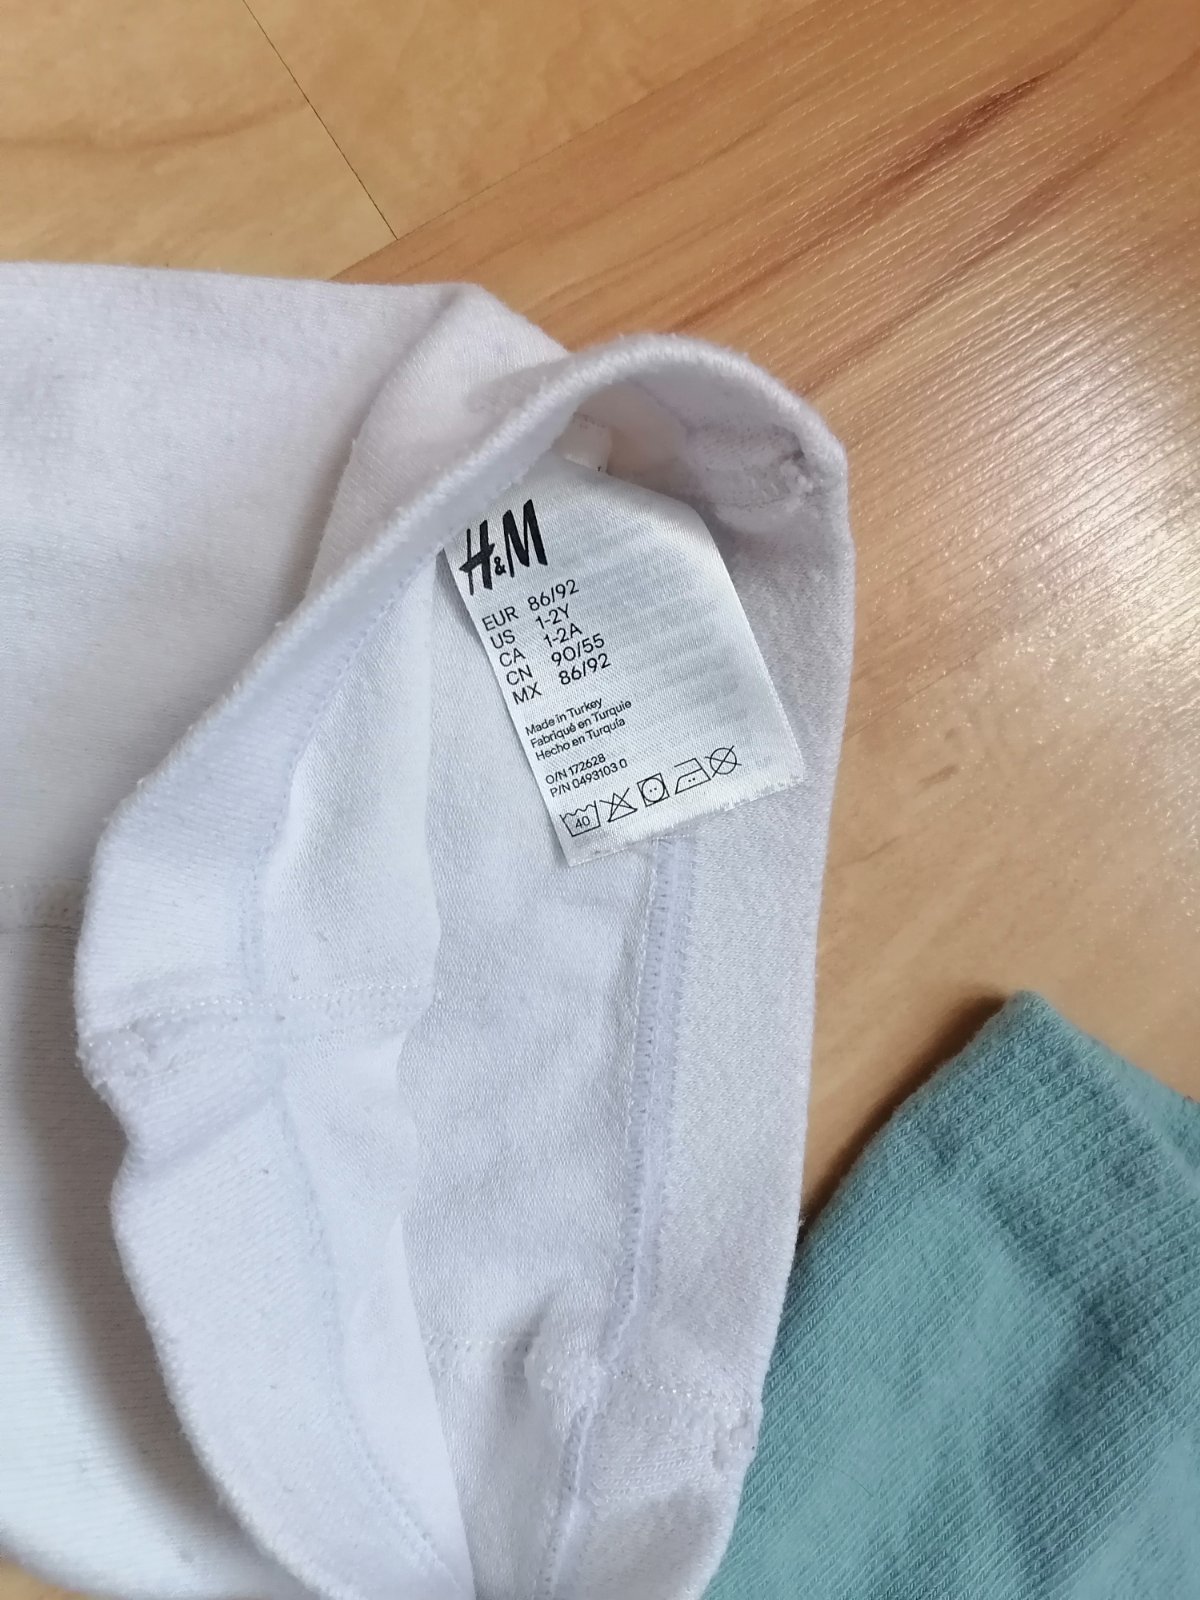 H&M
EUR 86/92
US 1-2Y
CA 1-2A
CN 90/55
MX 86/92
Made in Turkey
Fabriqué en Turquie
Hecho en Turquía
O/N 172628
P/N 0493103 0
40